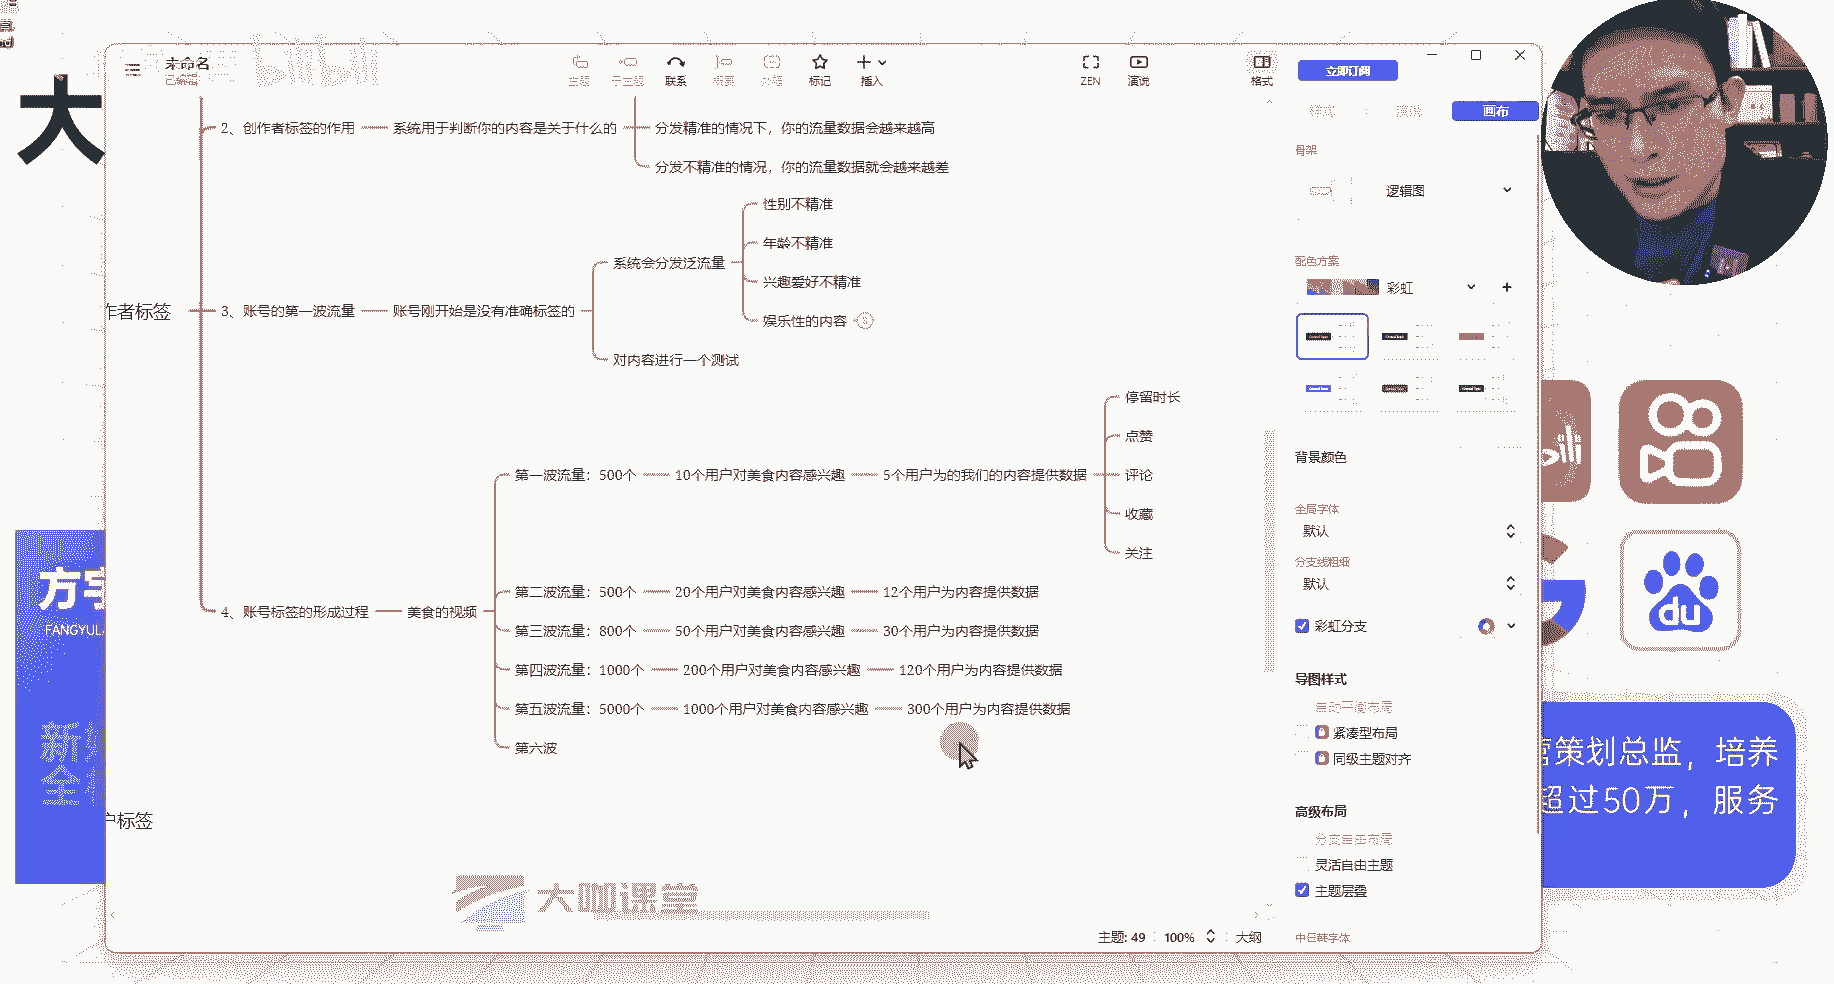 大
未命名
已编辑
主题
子主题
联系
概要
外框
标记
插入
ZEN
演说
格式
立即订阅
样式
演说
画布
2、创作者标签的作用
系统用于判断你的内容是关于什么的
分发精准的情况下，你的流量数据会越来越高
分发不精准的情况，你的流量数据就会越来越差
作者标签
3、账号的第一波流量
账号刚开始是没有准确标签的
系统会分发泛流量
性别不精准
年龄不精准
兴趣爱好不精准
娱乐性的内容
对内容进行一个测试
4、账号标签的形成过程
美食的视频
第一波流量：500个
10个用户对美食内容感兴趣
5个用户为的我们的内容提供数据
停留时长
点赞
评论
收藏
关注
第二波流量：500个
20个用户对美食内容感兴趣
12个用户为内容提供数据
第三波流量：800个
50个用户对美食内容感兴趣
30个用户为内容提供数据
第四波流量：1000个
200个用户对美食内容感兴趣
120个用户为内容提供数据
第五波流量：5000个
1000个用户对美食内容感兴趣
300个用户为内容提供数据
第六波
户标签
骨架
逻辑图
配色方案
彩虹
背景颜色
全局字体
默认
分支线粗细
默认
彩虹分支
导图样式
自动平衡布局
紧凑型布局
同级主题对齐
高级布局
分支自由布局
灵活自由主题
主题层叠
中日韩字体
主题: 49
100%
大纲
大咖课堂
方宇
FANGYUL
新
全
du
营策划总监，培养
超过50万，服务